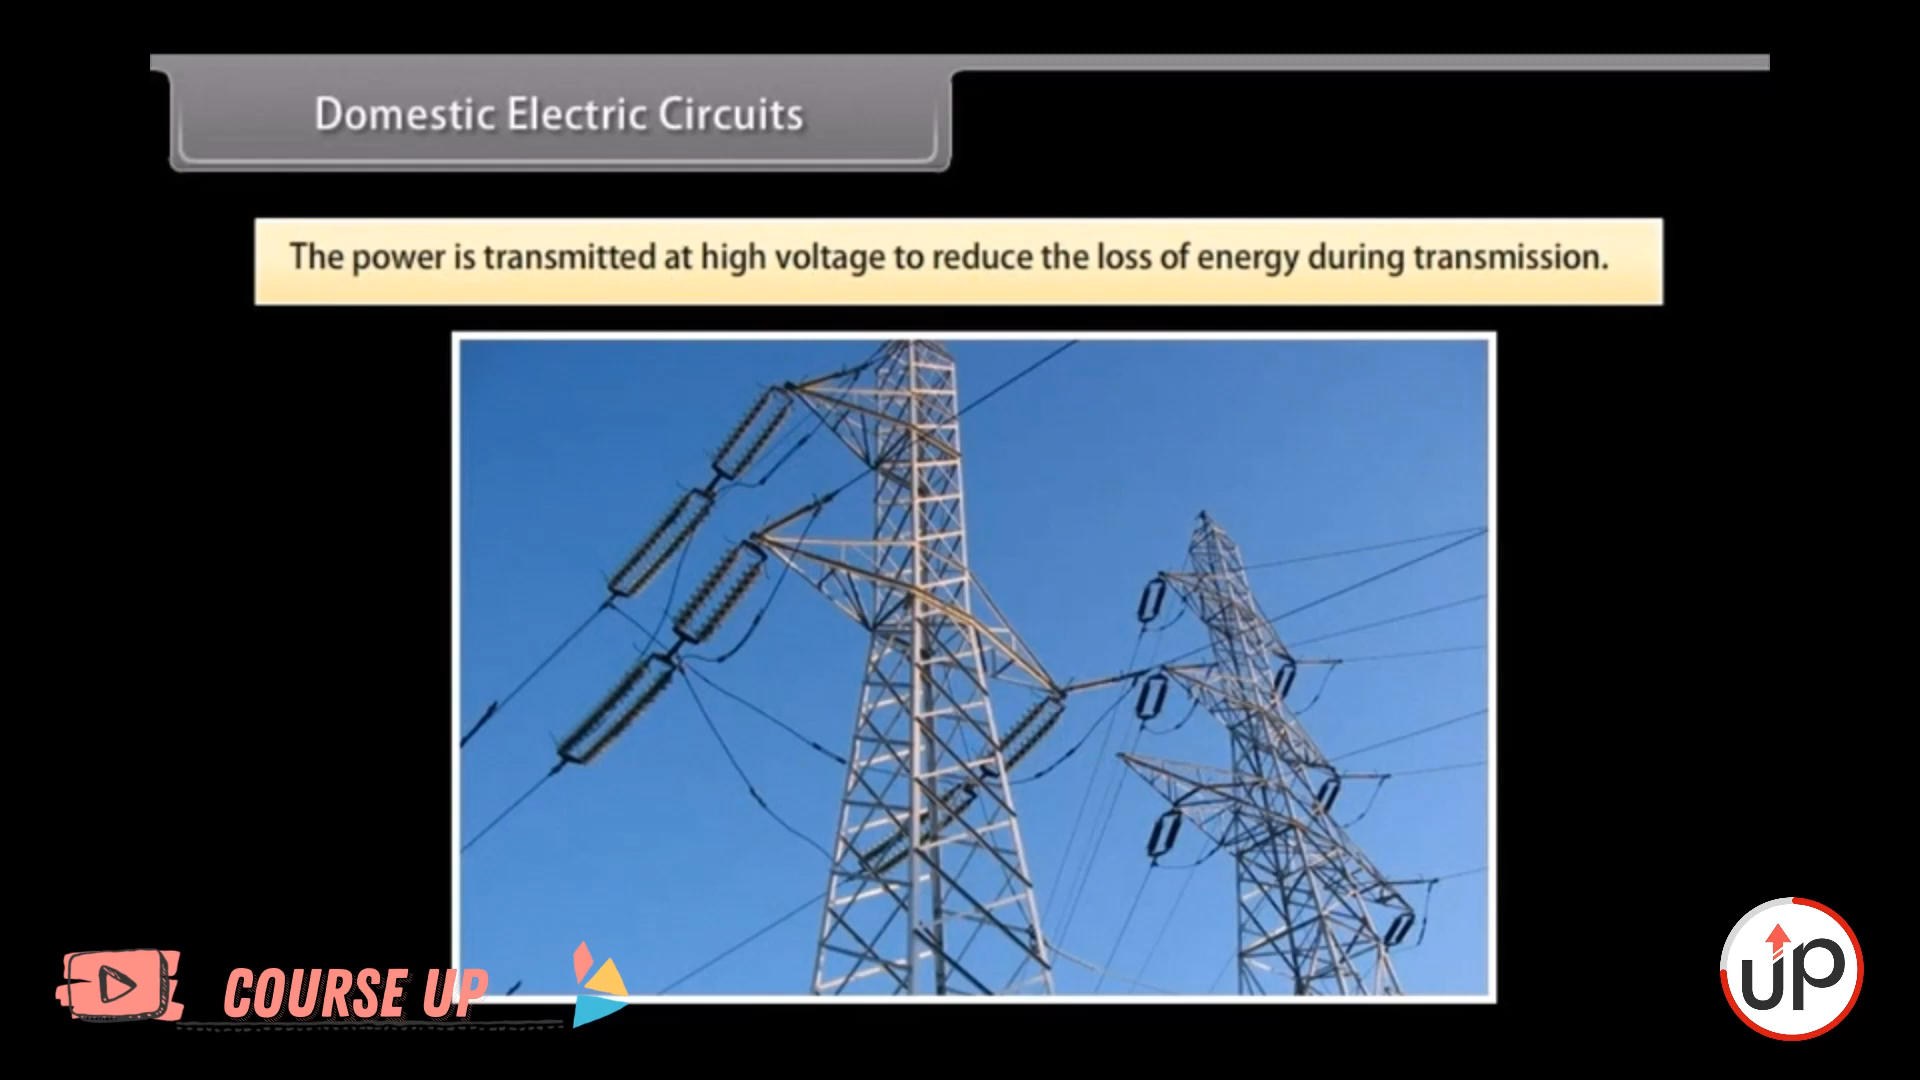 Domestic Electric Circuits
The power is transmitted at high voltage to reduce the loss of energy during transmission.
COURSE UP
UP